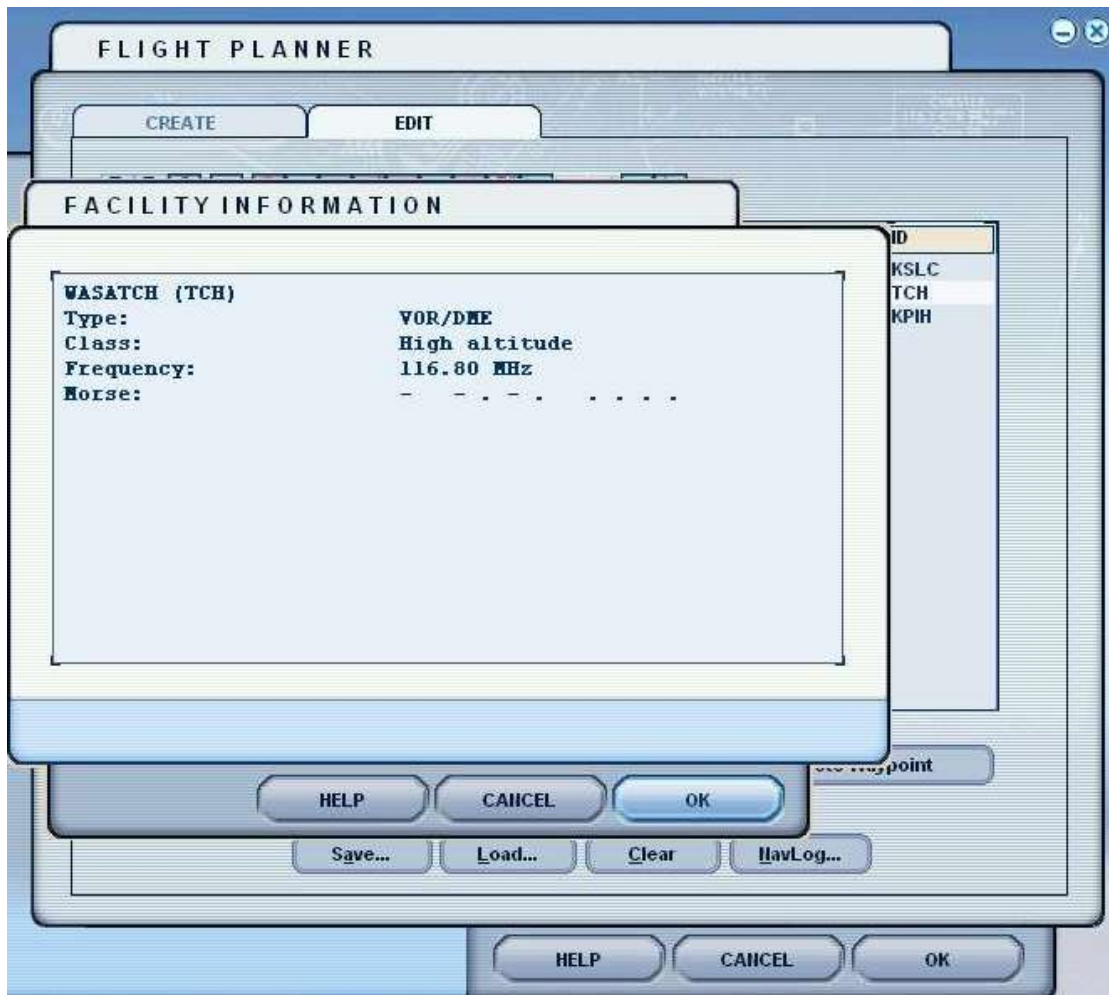 FLIGHT PLANNER
CREATE EDIT
FACILITY INFORMATION
ID
KSLC
TCH
KPIH
WASATCH (TCH)
Type: VOR/DME
Class: High altitude
Frequency: 116.80 MHz
Morse: - -.-. ....
HELP CANCEL OK
Save... Load... Clear NavLog...
HELP CANCEL OK